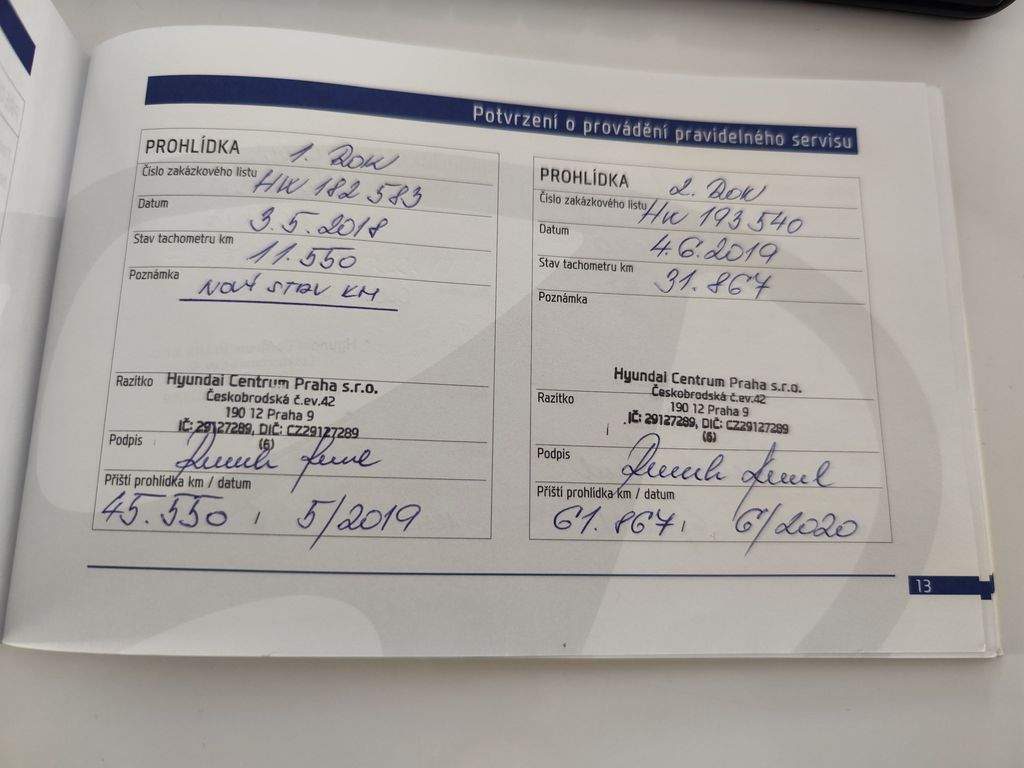 Potvrzení o provádění pravidelného servisu
PROHLÍDKA 1. ROK
Číslo zakázkového listu HK 182 583
Datum 3.5.2018
Stav tachometru km 11.550
Poznámka NOVÝ STAV KM
Razítko Hyundai Centrum Praha s.r.o.
Českobrodská č.ev.42
190 12 Praha 9
IČ: 29127289, DIČ: CZ29127289
(6)
Podpis
Příští prohlídka km / datum
45.550 / 5/2019
PROHLÍDKA 2. ROK
Číslo zakázkového listu HK 193 540
Datum 4.6.2019
Stav tachometru km 31.867
Poznámka
Razítko Hyundai Centrum Praha s.r.o.
Českobrodská č.ev.42
190 12 Praha 9
IČ: 29127289, DIČ: CZ29127289
(6)
Podpis
Příští prohlídka km / datum
61.867 / 6/2020
13